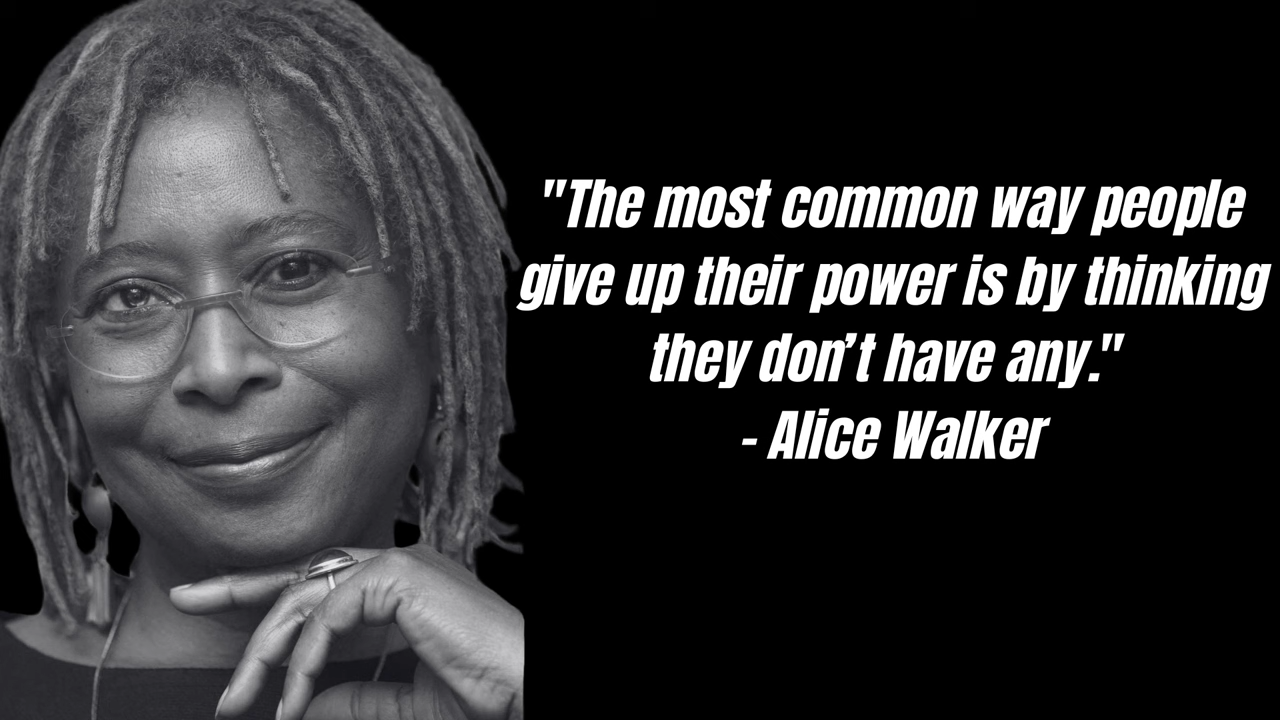 "The most common way people
give up their power is by thinking
they don’t have any."
- Alice Walker